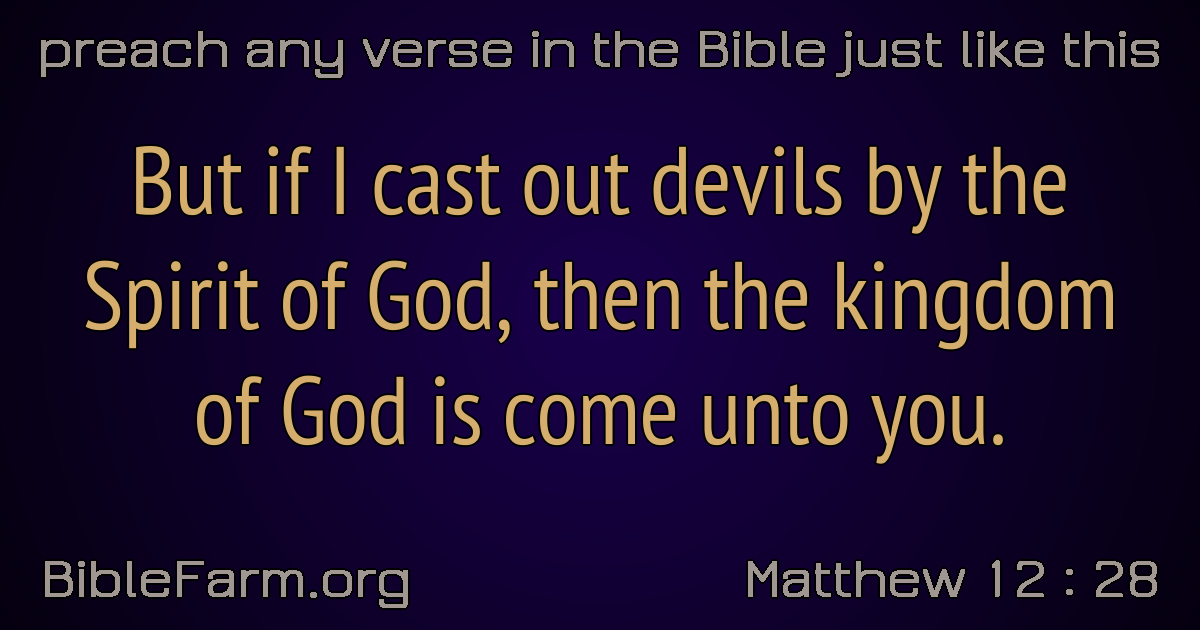 preach any verse in the Bible just like this
But if I cast out devils by the
Spirit of God, then the kingdom
of God is come unto you.
BibleFarm.org
Matthew 12 : 28